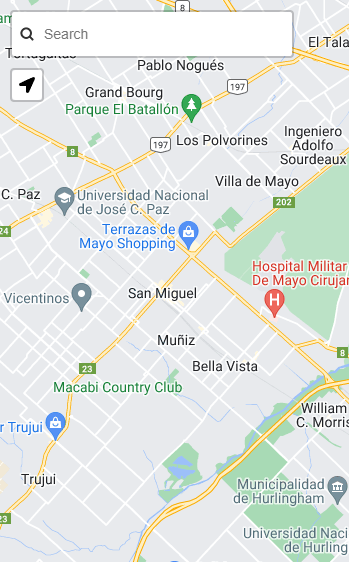 Search
Tortuguitas
El Tala
Pablo Nogués
Grand Bourg
197
Parque El Batallón
Ingeniero
Adolfo
Sourdeaux
Los Polvorines
197
8
Villa de Mayo
C. Paz
Universidad Nacional
de José C. Paz
202
24
Terrazas de
Mayo Shopping
Hospital Militar
De Mayo Cirujan
Vicentinos
San Miguel
Muñiz
8
Bella Vista
23
Macabi Country Club
William
C. Morris
r Trujui
Trujui
Municipalidad
de Hurlingham
23
Universidad Naci
de Hurling